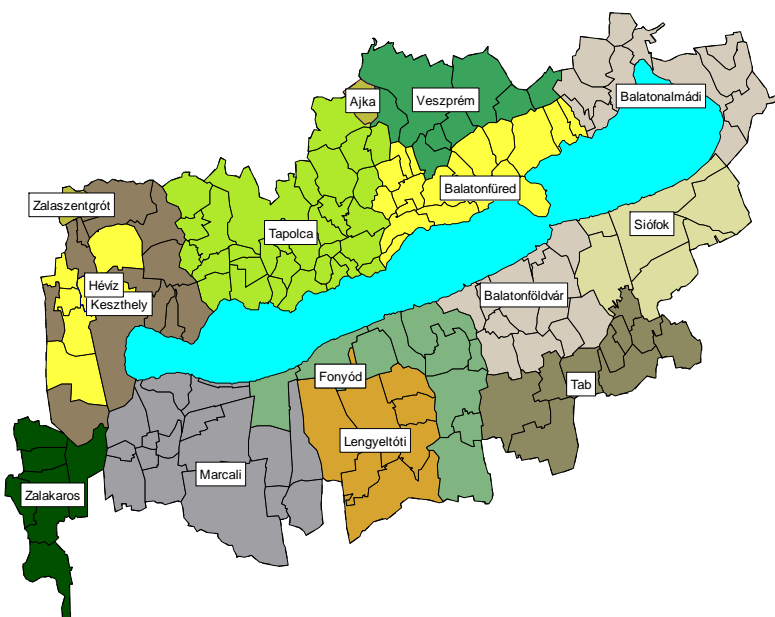 Ajka
Veszprém
Balatonalmádi
Zalaszentgrót
Balatonfüred
Tapolca
Siófok
Hévíz
Keszthely
Balatonföldvár
Fonyód
Tab
Lengyeltóti
Marcali
Zalakaros